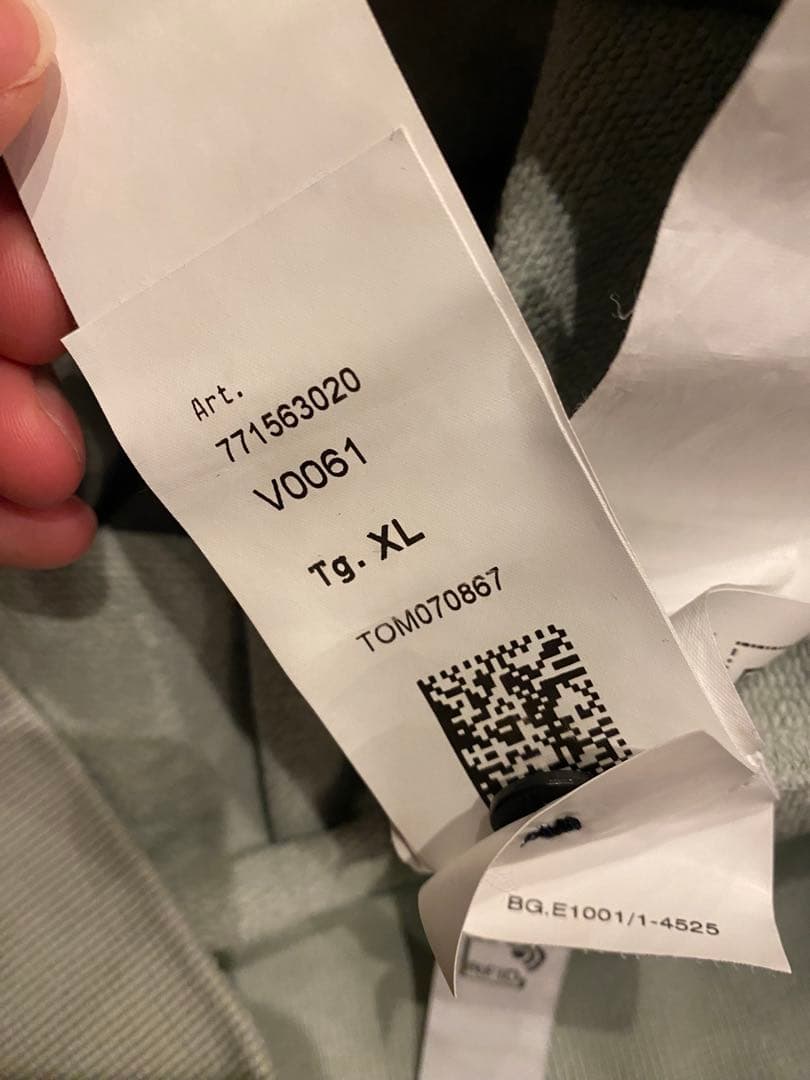 Art.
771563020
V0061
Tg. XL
TOM070867
BG.E1001/1-4525